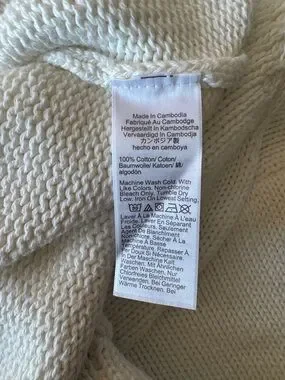 Made In Cambodia
Fabriqué Au Cambodge
Hergestellt In Kambodscha
Vervaardigd In Cambodja
カンボジア製
hecho en camboya
100% Cotton/ Coton/
Baumwolle/ Katoen/ 綿/
algodón
Machine Wash Cold. With
Like Colors. Non-chlorine
Bleach Only. Tumble Dry
Low. Iron On Lowest Setting.
Laver À La Machine À L'eau
Froide. Laver En Séparant
Les Couleurs. Seulement
Agent De Blanchiment
Non-chlore. Sécher À La
Machine À Basse
Température. Repasser À
Fer Doux Si Nécessaire.
In Der Maschine Kalt
Waschen. Mit Ähnlichen
Farben Waschen. Nur
Chlorfreies Bleichmittel
Verwenden. Bei Geringer
Wärme Trocknen. Bei